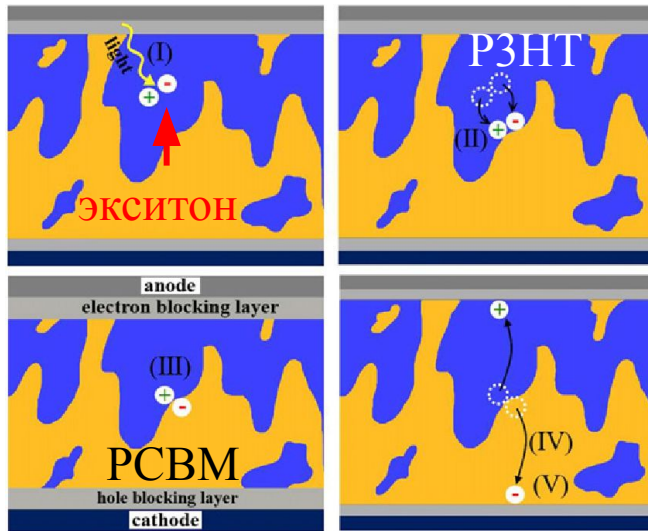 light
(I)
+
-
экситон
P3HT
+
-
(II)
anode
electron blocking layer
(III)
+
-
PCBM
hole blocking layer
cathode
+
(IV)
-
(V)